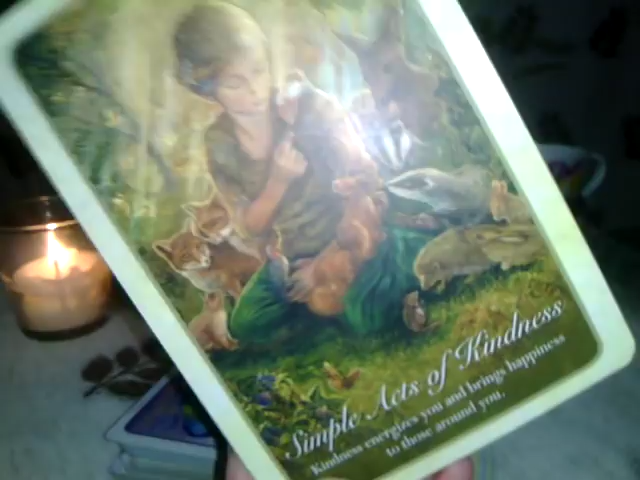 Simple Acts of Kindness
Kindness energizes you and brings happiness
to those around you.